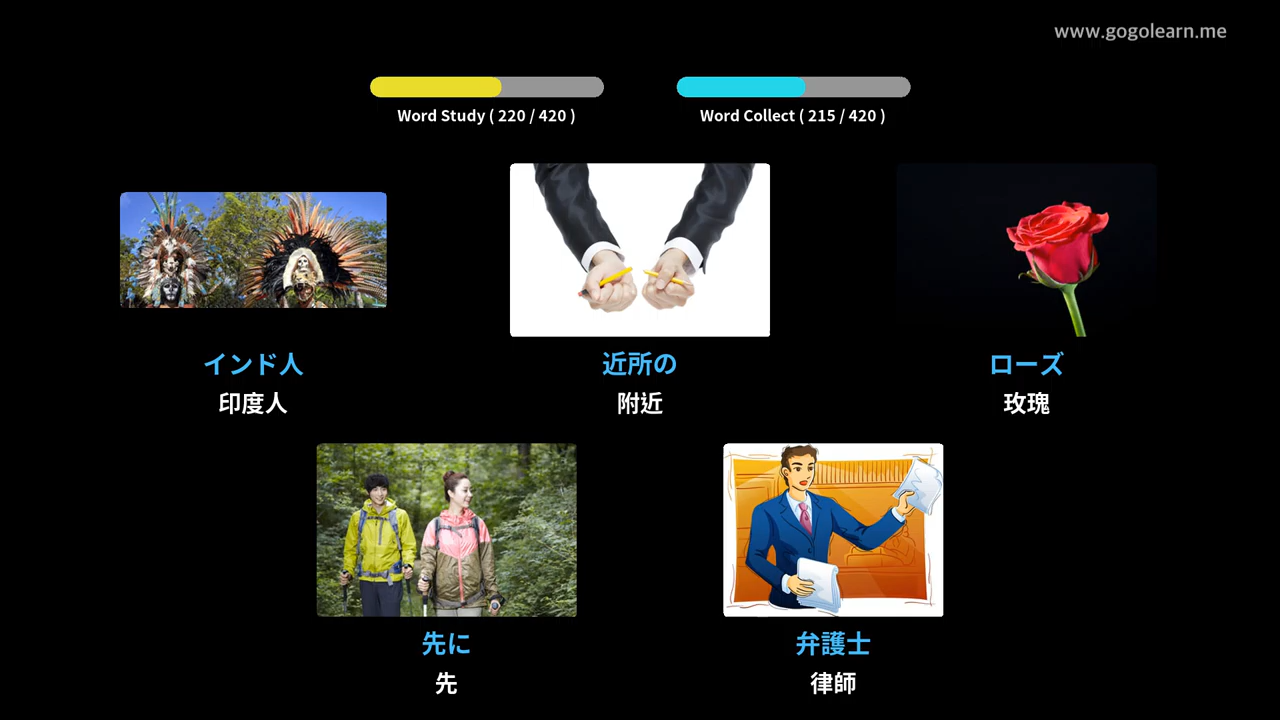 www.gogolearn.me
Word Study ( 220 / 420 )
Word Collect ( 215 / 420 )
インド人
印度人
近所の
附近
ローズ
玫瑰
先に
先
弁護士
律師